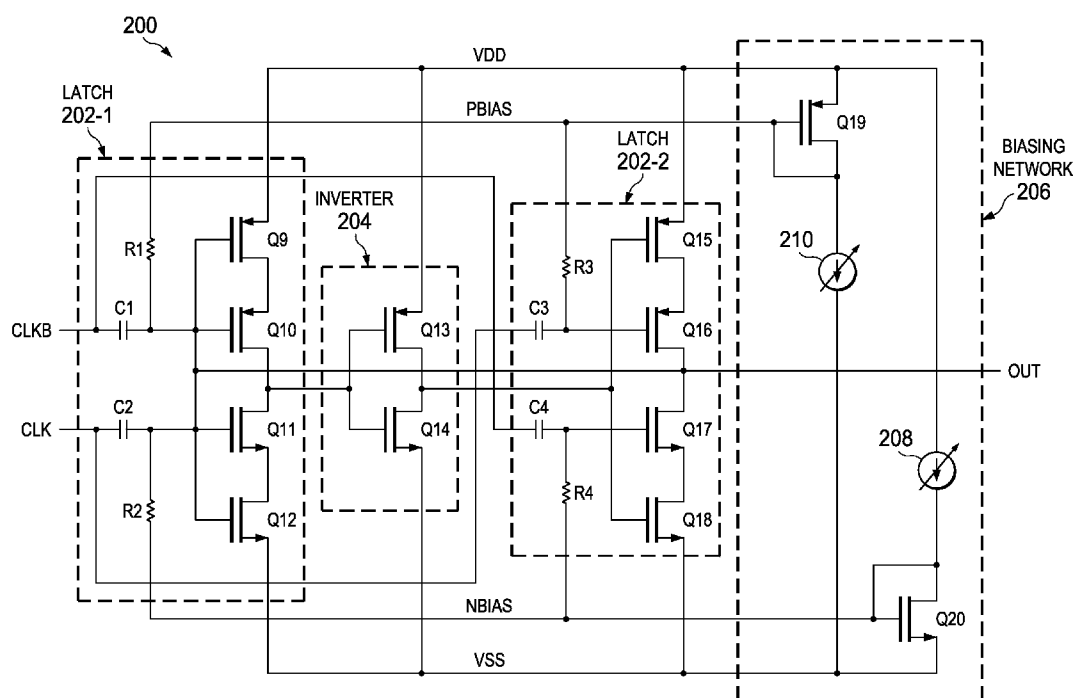 200
VDD
LATCH
202-1
PBIAS
Q19
LATCH
202-2
BIASING
NETWORK
206
INVERTER
204
Q9
Q15
R1
R3
210
C1
C3
CLKB
Q10
Q13
Q16
OUT
C2
C4
CLK
Q11
Q14
Q17
208
R2
R4
Q12
Q18
NBIAS
Q20
VSS